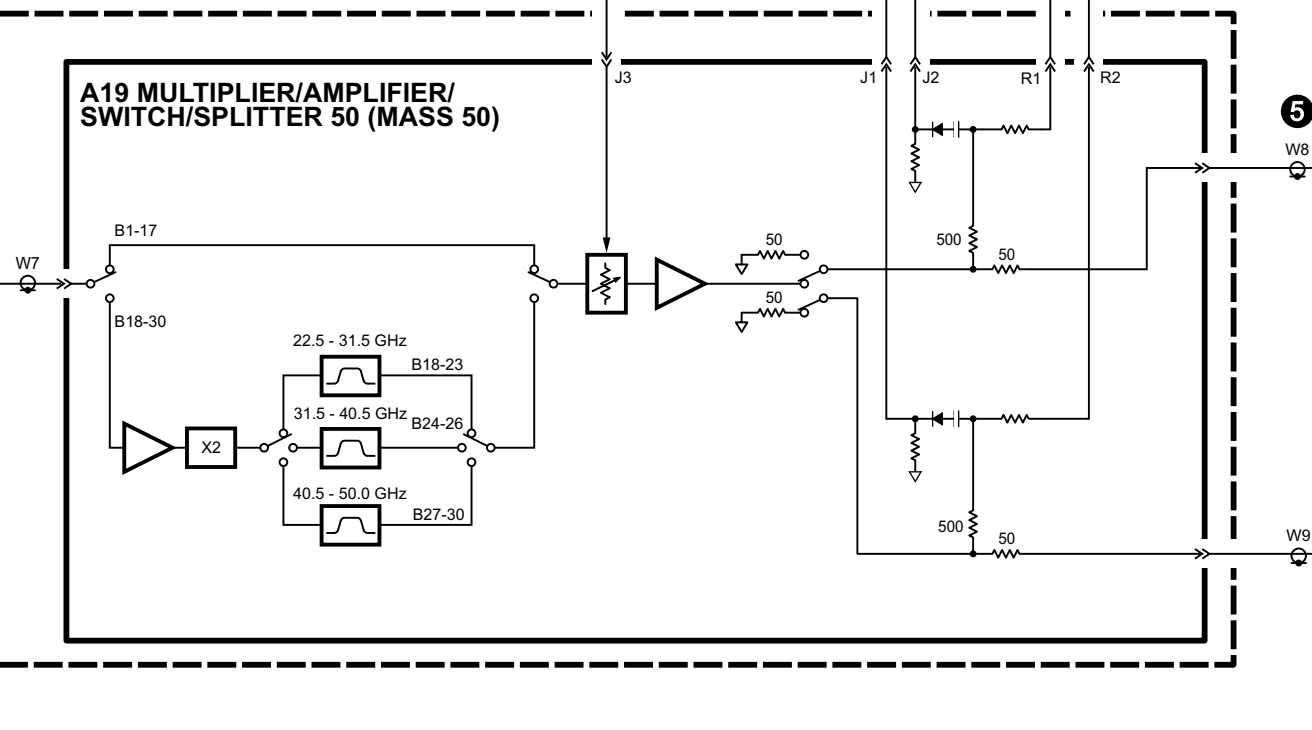 J3
J1
J2
R1
R2
A19 MULTIPLIER/AMPLIFIER/
SWITCH/SPLITTER 50 (MASS 50)
5
W8
B1-17
W7
B18-30
50
500
50
50
22.5 - 31.5 GHz
B18-23
31.5 - 40.5 GHz
B24-26
X2
40.5 - 50.0 GHz
B27-30
500
50
W9